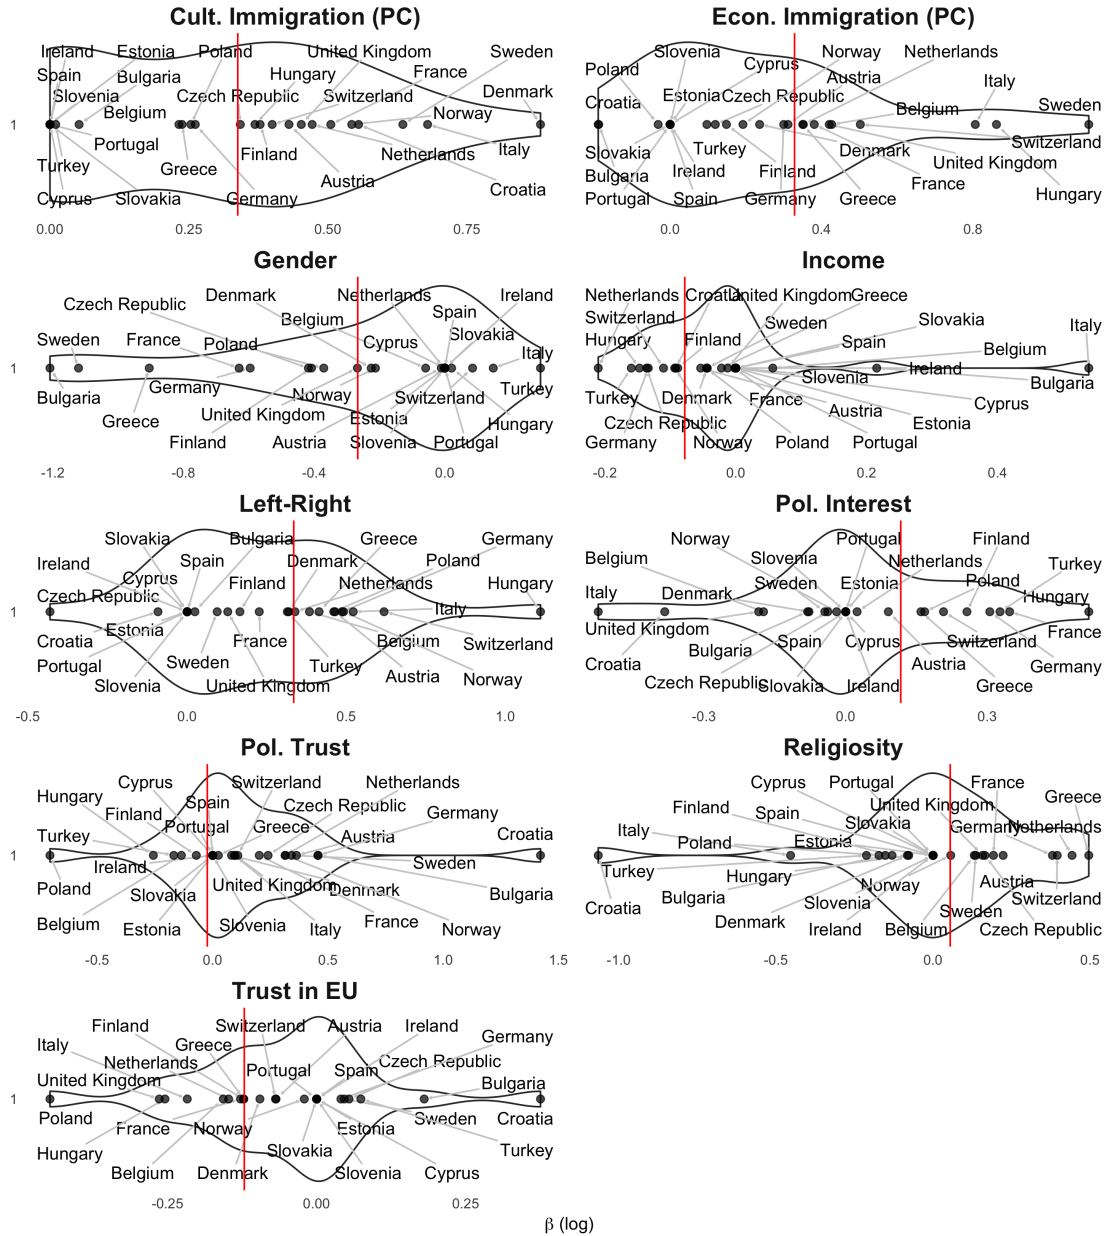 Cult. Immigration (PC)
Ireland Estonia Poland United Kingdom Sweden
Spain Bulgaria Hungary France
Slovenia Belgium Czech Republic Switzerland Denmark
1
Portugal Norway
Turkey Greece Finland Netherlands Italy
Austria Croatia
Cyprus Slovakia Germany
0.00 0.25 0.50 0.75
Econ. Immigration (PC)
Slovenia Norway Netherlands
Poland Cyprus Austria Italy
Croatia Estonia Czech Republic Belgium Sweden
Slovakia Turkey Denmark Switzerland
Bulgaria Ireland Finland France United Kingdom
Portugal Spain Germany Greece Hungary
0.0 0.4 0.8
Gender
Czech Republic Denmark Netherlands Ireland
Belgium Spain
Sweden France Poland Cyprus Slovakia
1
Italy
Bulgaria Germany Norway Switzerland Turkey
Greece United Kingdom Estonia Hungary
Finland Austria Slovenia Portugal
-1.2 -0.8 -0.4 0.0
Income
Netherlands Croatia United Kingdom Greece
Switzerland Sweden Slovakia Italy
Hungary Finland Spain Belgium
Slovenia Ireland Bulgaria
Turkey Denmark France Austria Cyprus
Czech Republic Estonia
Germany Norway Poland Portugal
-0.2 0.0 0.2 0.4
Left-Right
Slovakia Bulgaria Greece Germany
Ireland Spain Denmark Poland
Cyprus Finland Netherlands Hungary
Czech Republic
1
Italy
Croatia Estonia France Belgium Switzerland
Portugal Sweden Turkey Austria
Slovenia United Kingdom Norway
-0.5 0.0 0.5 1.0
Pol. Interest
Norway Portugal Finland
Belgium Slovenia Netherlands Turkey
Italy Denmark Sweden Estonia Poland Hungary
United Kingdom Spain Cyprus Switzerland France
Croatia Bulgaria Austria Germany
Czech Republic Slovakia Ireland Greece
-0.3 0.0 0.3
Pol. Trust
Cyprus Switzerland Netherlands
Hungary Spain Czech Republic
Finland Germany
Turkey Portugal Greece Austria Croatia
1
Ireland Sweden
Poland Slovakia United Kingdom Denmark Bulgaria
Belgium Estonia Slovenia Italy France Norway
-0.5 0.0 0.5 1.0 1.5
Religiosity
Cyprus Portugal France
Finland Spain United Kingdom Greece
Italy Slovakia Germany Netherlands
Poland Estonia
Turkey Hungary Norway Austria
Croatia Bulgaria Slovenia Sweden Switzerland
Denmark Ireland Belgium Czech Republic
-1.0 -0.5 0.0 0.5
Trust in EU
Finland Switzerland Austria Ireland
Italy Greece Germany
Netherlands Portugal Spain Czech Republic
United Kingdom Bulgaria
1
Poland France Norway Estonia Sweden Croatia
Hungary Slovakia Turkey
Belgium Denmark Slovenia Cyprus
-0.25 0.00 0.25
β (log)